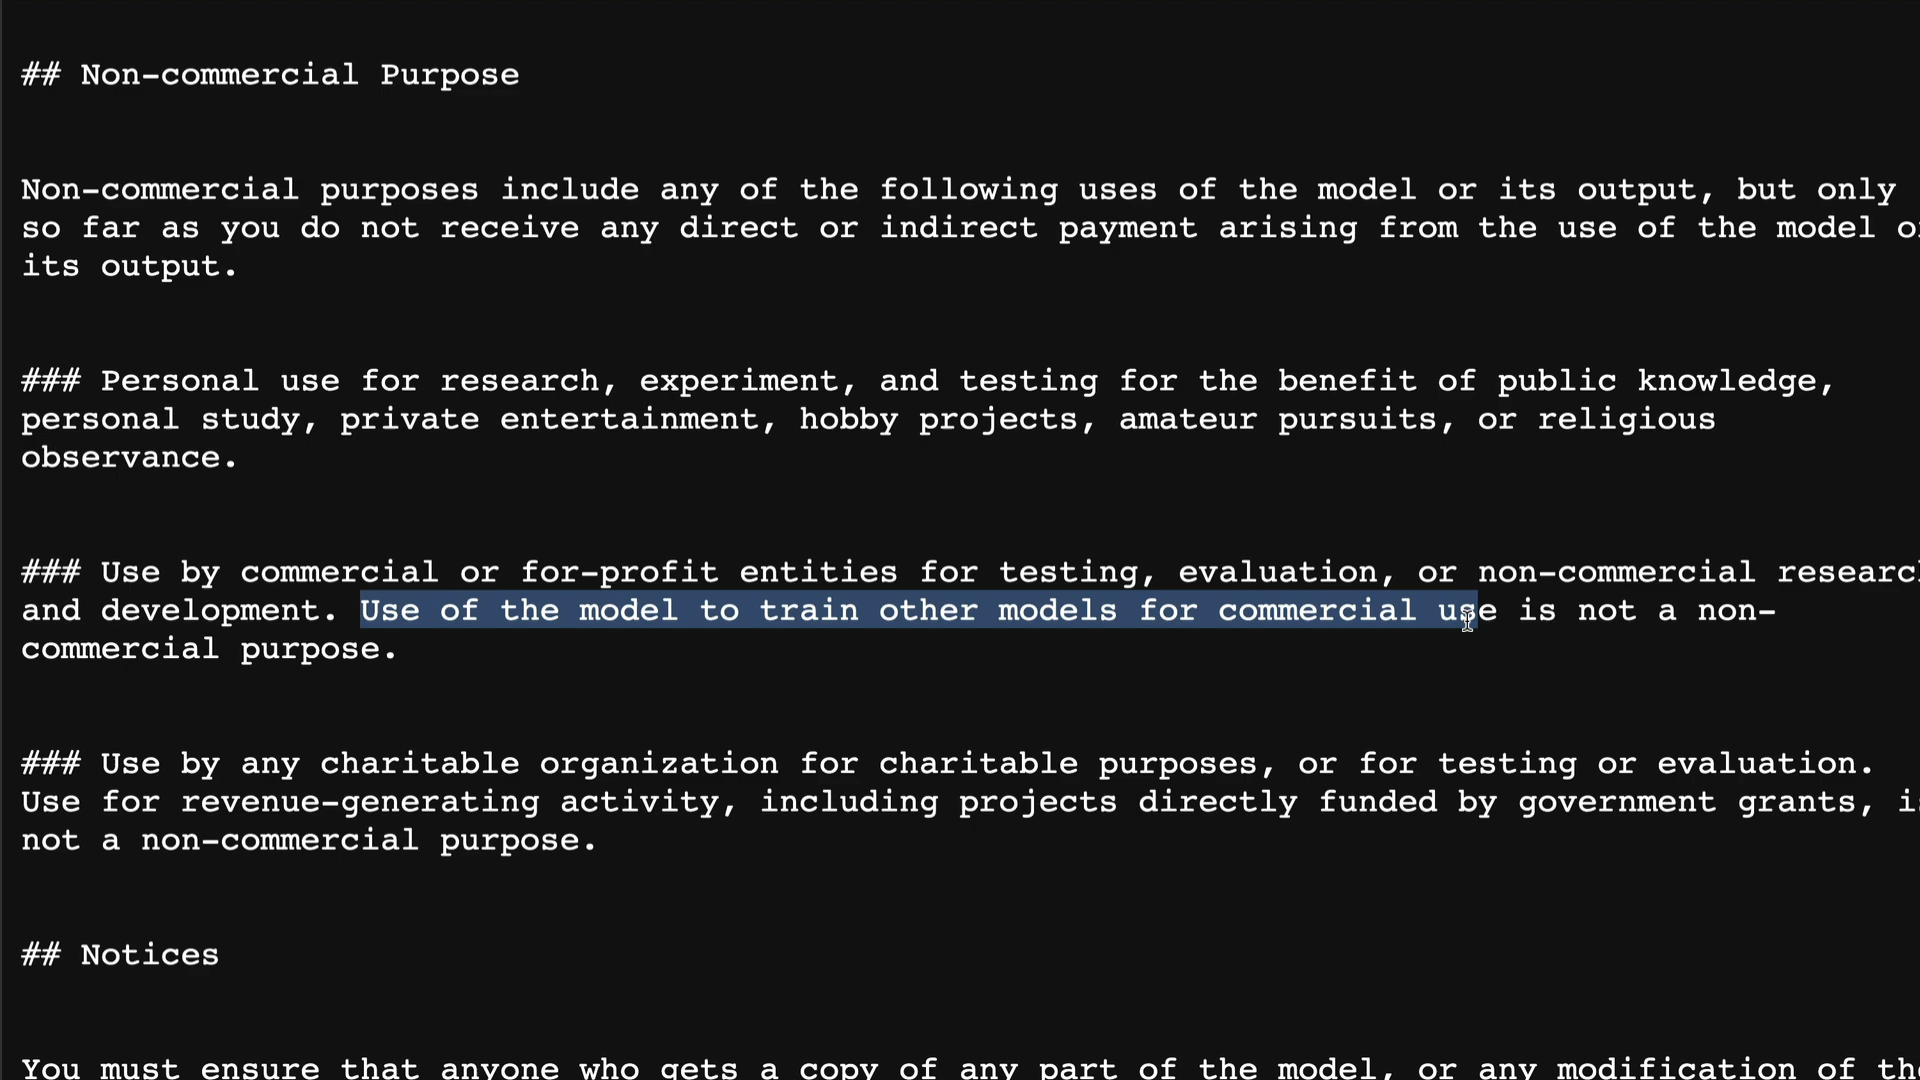 ## Non-commercial Purpose
Non-commercial purposes include any of the following uses of the model or its output, but only
so far as you do not receive any direct or indirect payment arising from the use of the model or
its output.
### Personal use for research, experiment, and testing for the benefit of public knowledge,
personal study, private entertainment, hobby projects, amateur pursuits, or religious
observance.
### Use by commercial or for-profit entities for testing, evaluation, or non-commercial research
and development. Use of the model to train other models for commercial use is not a non-
commercial purpose.
### Use by any charitable organization for charitable purposes, or for testing or evaluation.
Use for revenue-generating activity, including projects directly funded by government grants, is
not a non-commercial purpose.
## Notices
You must ensure that anyone who gets a copy of any part of the model, or any modification of the